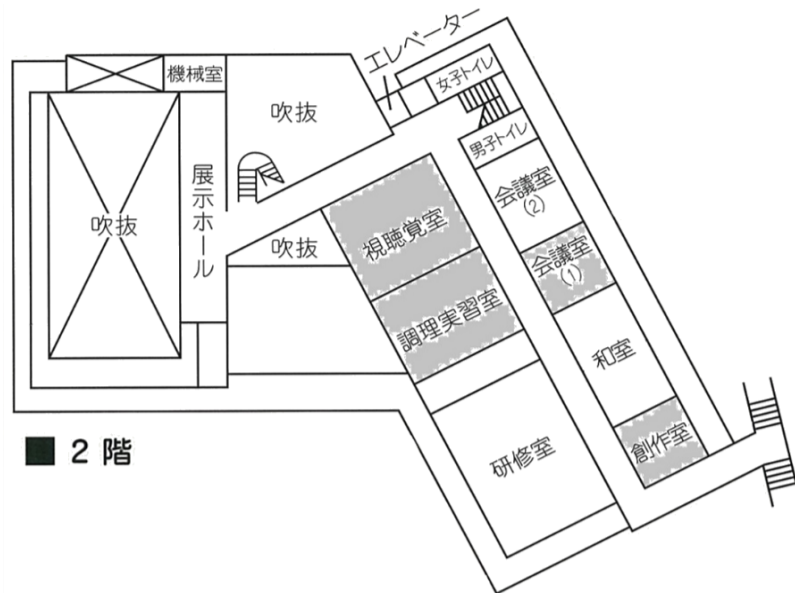 エレベーター
機械室
女子トイレ
吹抜
男子トイレ
展示ホール
会議室
(2)
視聴覚室
吹抜
吹抜
会議室
(1)
調理実習室
和室
研修室
創作室
■ 2 階